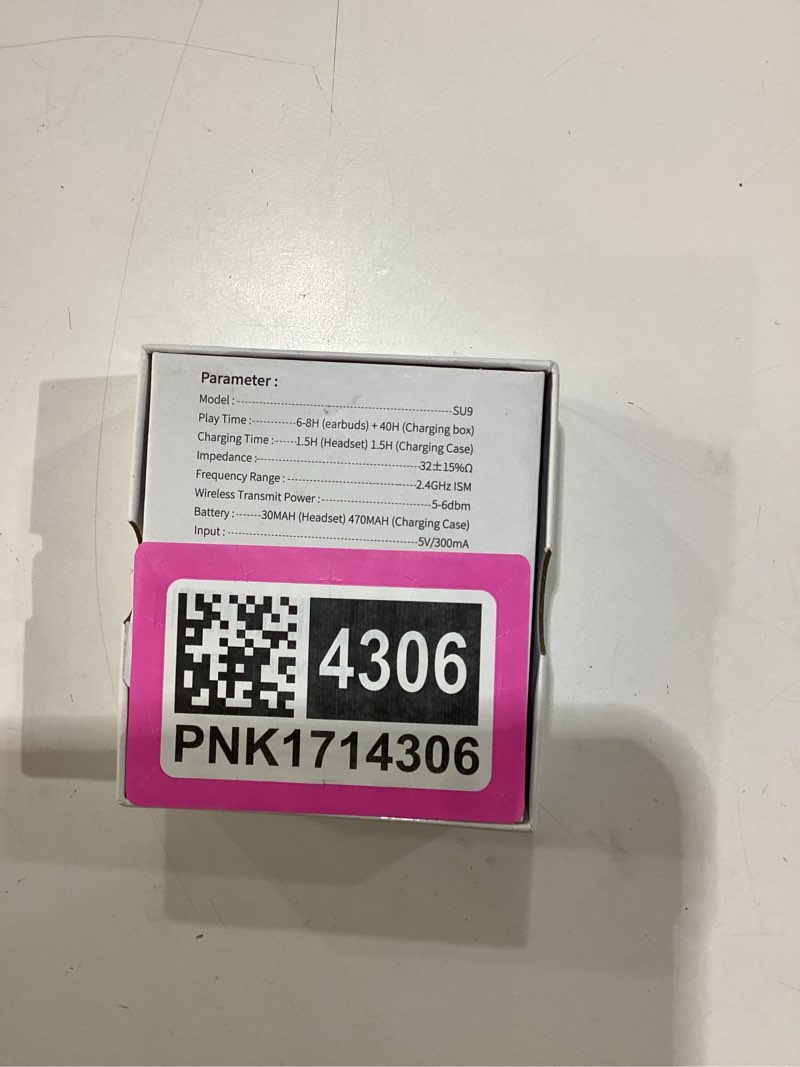 Parameter :
Model :---SU9
Play Time :---6-8H (earbuds) + 40H (Charging box)
Charging Time :---1.5H (Headset) 1.5H (Charging Case)
Impedance :---32±15%Ω
Frequency Range :---2.4GHz ISM
Wireless Transmit Power :---5-6dbm
Battery :---30MAH (Headset) 470MAH (Charging Case)
Input :---5V/300mA
4306
PNK1714306